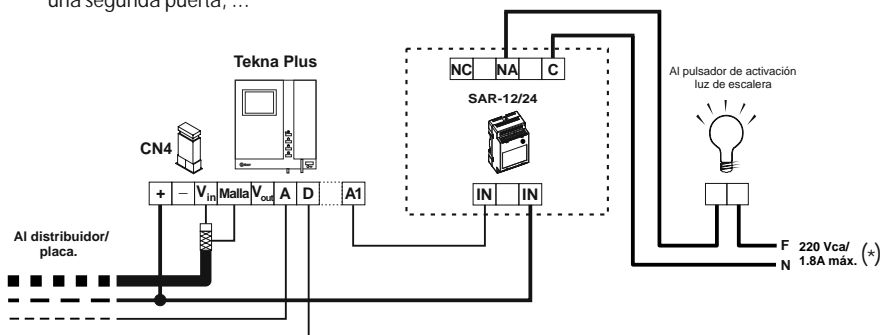 una segunda puerta, ...
Tekna Plus
NC NA C
Al pulsador de activación
luz de escalera
SAR-12/24
CN4
+ – Vin Malla Vout A D A1
IN IN
Al distribuidor/
placa.
F 220 Vca/
N 1.8A máx. (*)